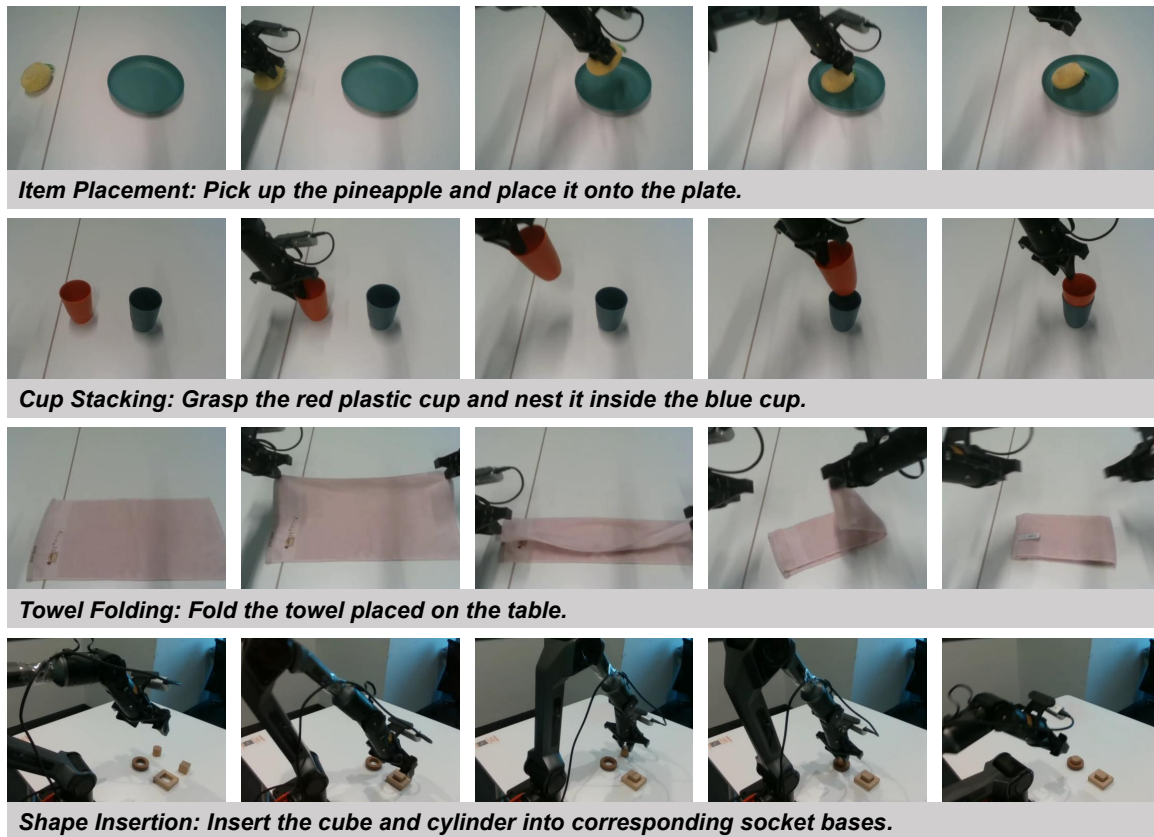 Item Placement: Pick up the pineapple and place it onto the plate.
Cup Stacking: Grasp the red plastic cup and nest it inside the blue cup.
Towel Folding: Fold the towel placed on the table.
Shape Insertion: Insert the cube and cylinder into corresponding socket bases.